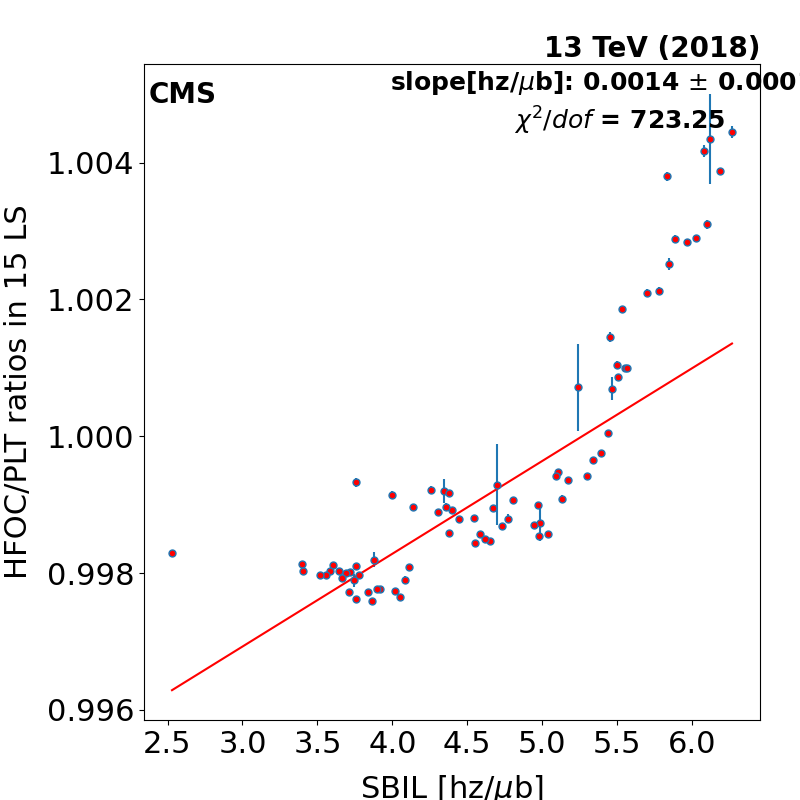 13 TeV (2018)
CMS
slope[hz/μb]: 0.0014 ± 0.000
χ²/dof = 723.25
HFOC/PLT ratios in 15 LS
1.004
1.002
1.000
0.998
0.996
2.5 3.0 3.5 4.0 4.5 5.0 5.5 6.0
SBIL [hz/μb]